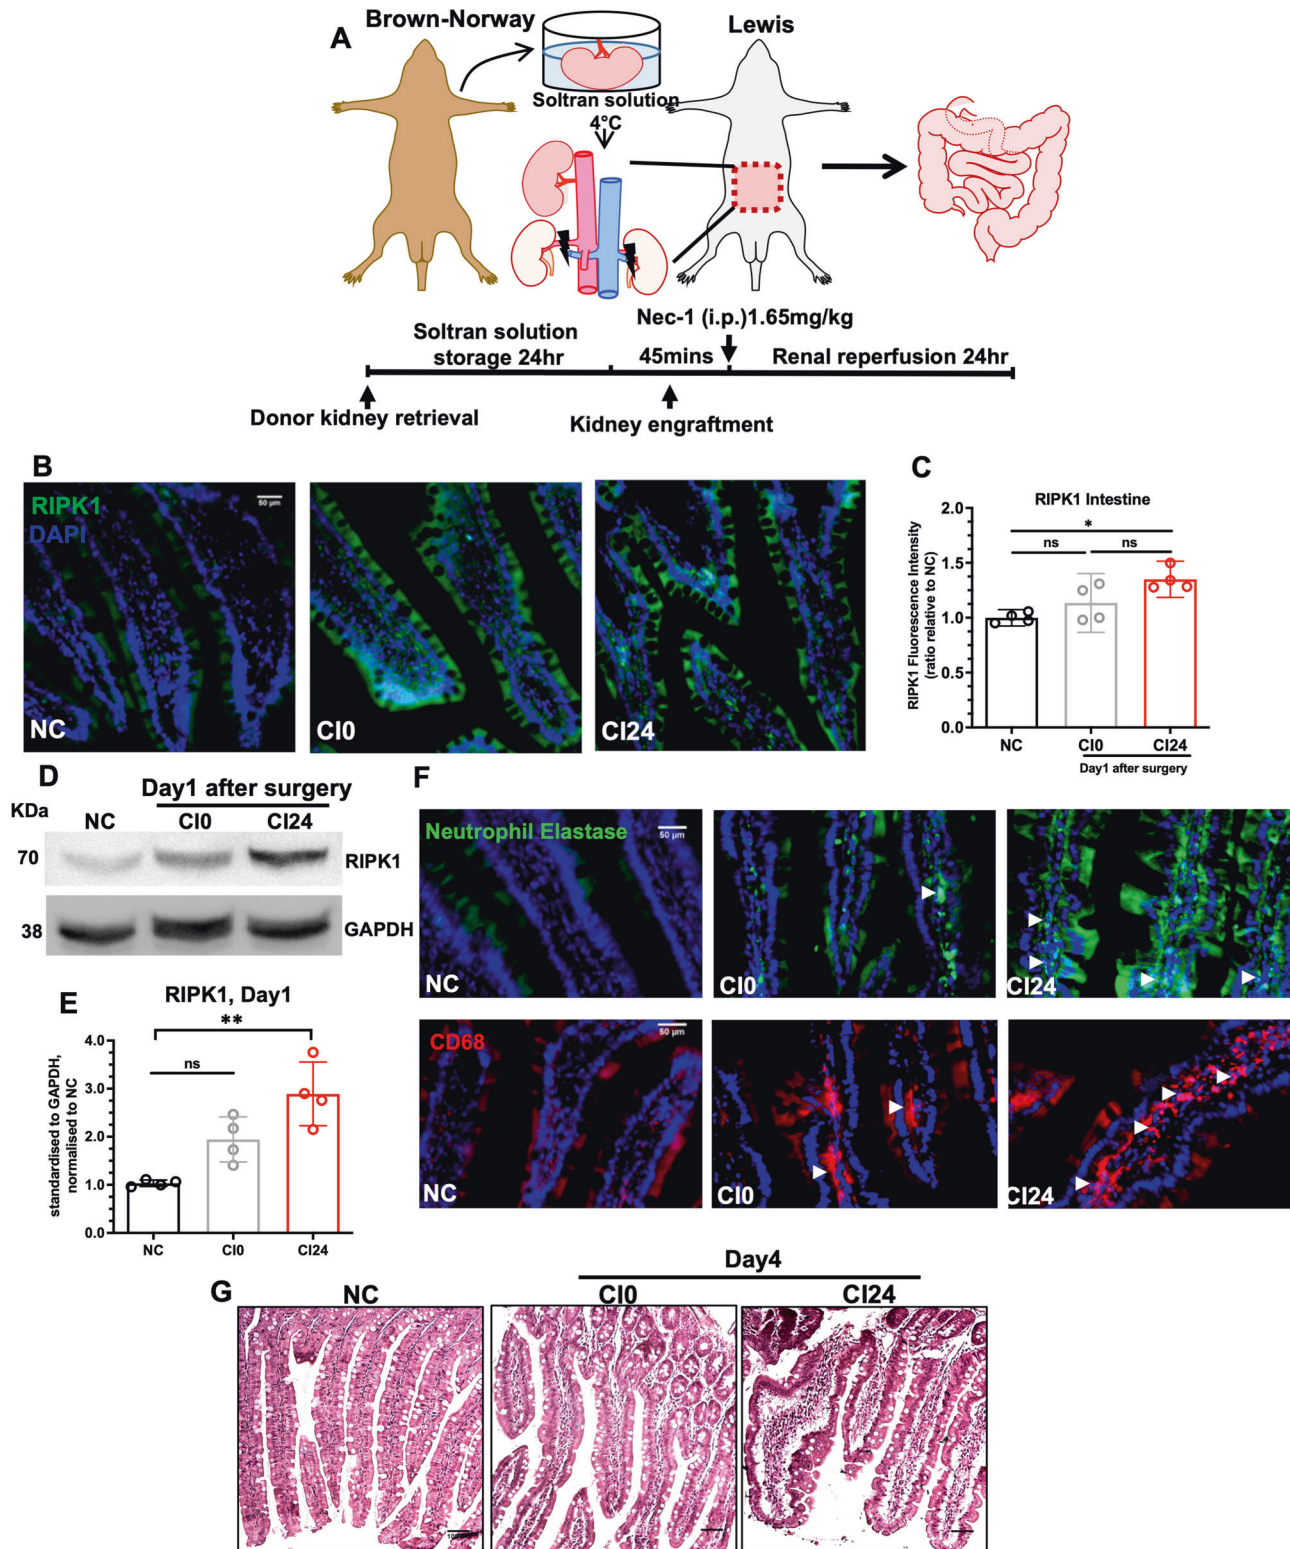 A
Brown-Norway
Lewis
Soltran solution
4°C
Nec-1 (i.p.)1.65mg/kg
Soltran solution
storage 24hr
45mins
Renal reperfusion 24hr
Donor kidney retrieval
Kidney engraftment
B
RIPK1
DAPI
50 µm
NC
CI0
CI24
C
RIPK1 Intestine
RIPK1 Fluorescence Intensity
(ratio relative to NC)
2.0
1.5
1.0
0.5
0.0
*
ns
ns
NC
CI0
CI24
Day1 after surgery
D
Day1 after surgery
KDa
NC
CI0
CI24
70
RIPK1
38
GAPDH
E
RIPK1, Day1
standardised to GAPDH,
normalised to NC
4.0
3.0
2.0
1.0
0.0
**
ns
NC
CI0
CI24
F
Neutrophil Elastase
50 µm
NC
CI0
CI24
CD68
50 µm
NC
CI0
CI24
G
Day4
NC
CI0
CI24